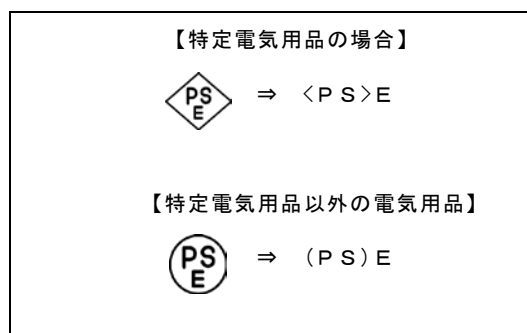 【特定電気用品の場合】
PS
E
⇒ 〈ＰＳ〉Ｅ
【特定電気用品以外の電気用品】
PS
E
⇒ （ＰＳ）Ｅ